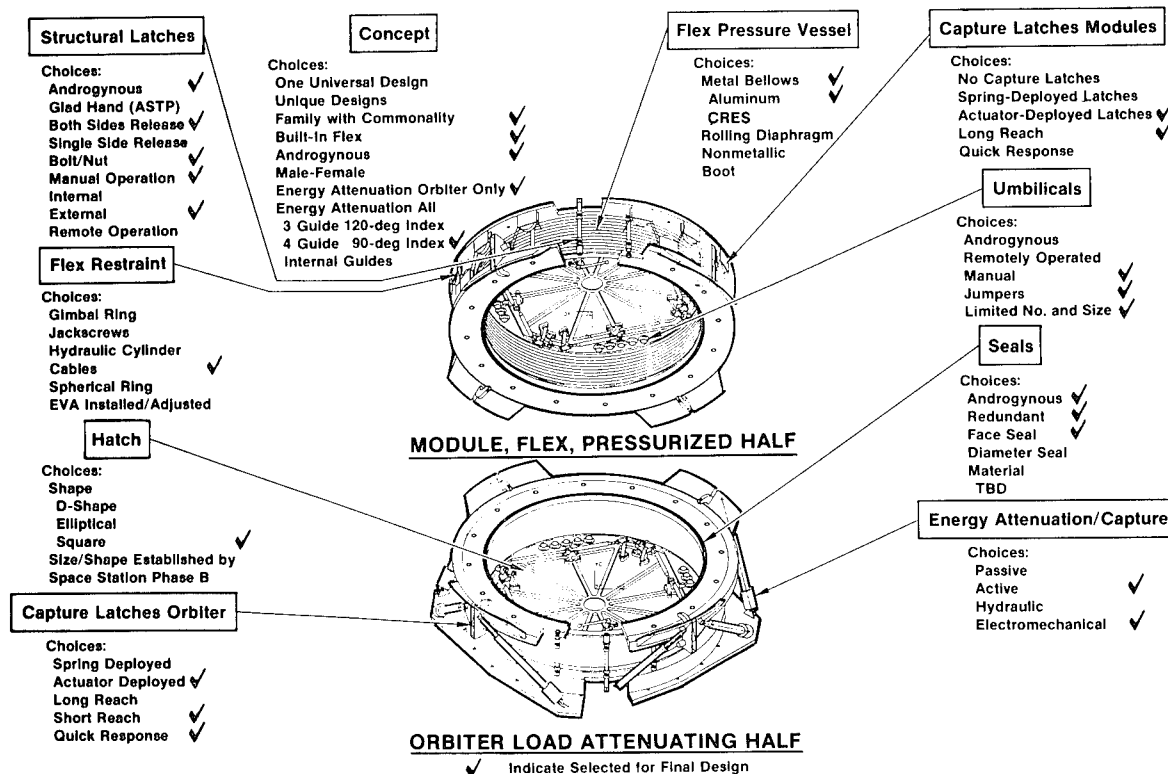 Structural Latches
Choices:
Androgynous ✓
Glad Hand (ASTP)
Both Sides Release ✓
Single Side Release
Bolt/Nut ✓
Manual Operation ✓
Internal
External ✓
Remote Operation
Flex Restraint
Choices:
Gimbal Ring
Jackscrews
Hydraulic Cylinder
Cables ✓
Spherical Ring
EVA Installed/Adjusted
Hatch
Choices:
Shape
D-Shape
Elliptical
Square ✓
Size/Shape Established by
Space Station Phase B
Capture Latches Orbiter
Choices:
Spring Deployed
Actuator Deployed ✓
Long Reach
Short Reach ✓
Quick Response ✓
Concept
Choices:
One Universal Design
Unique Designs
Family with Commonality ✓
Built-In Flex ✓
Androgynous ✓
Male-Female
Energy Attenuation Orbiter Only ✓
Energy Attenuation All
3 Guide 120-deg Index
4 Guide 90-deg Index ✓
Internal Guides
Flex Pressure Vessel
Choices:
Metal Bellows ✓
Aluminum ✓
CRES
Rolling Diaphragm
Nonmetallic
Boot
Capture Latches Modules
Choices:
No Capture Latches
Spring-Deployed Latches
Actuator-Deployed Latches ✓
Long Reach ✓
Quick Response
Umbilicals
Choices:
Androgynous
Remotely Operated
Manual ✓
Jumpers ✓
Limited No. and Size ✓
Seals
Choices:
Androgynous ✓
Redundant ✓
Face Seal ✓
Diameter Seal
Material
TBD
Energy Attenuation/Capture
Choices:
Passive
Active ✓
Hydraulic
Electromechanical ✓
MODULE, FLEX, PRESSURIZED HALF
ORBITER LOAD ATTENUATING HALF
✓ Indicate Selected for Final Design